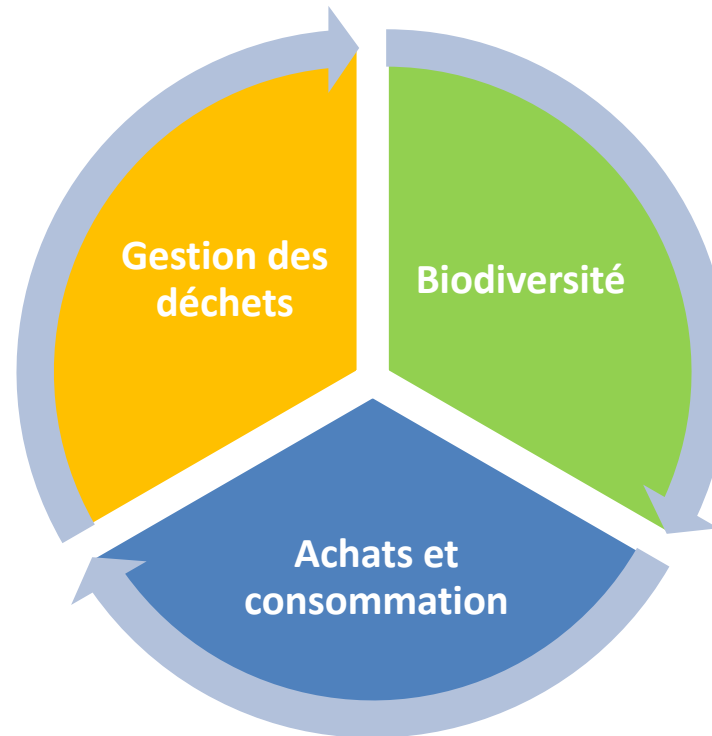 Gestion des
déchets
Biodiversité
Achats et
consommation